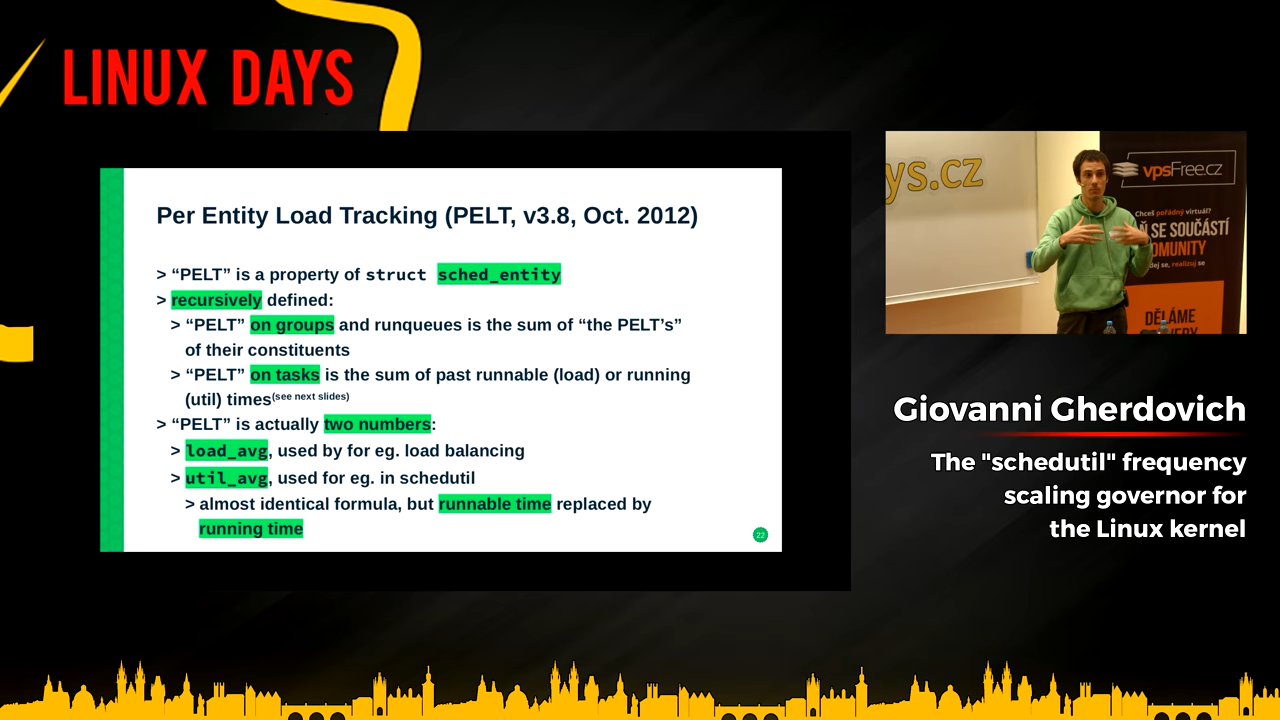 LINUX DAYS
Per Entity Load Tracking (PELT, v3.8, Oct. 2012)
> “PELT” is a property of struct sched_entity
> recursively defined:
> “PELT” on groups and runqueues is the sum of “the PELT’s”
of their constituents
> “PELT” on tasks is the sum of past runnable (load) or running
(util) times(see next slides)
> “PELT” is actually two numbers:
> load_avg, used by for eg. load balancing
> util_avg, used for eg. in schedutil
> almost identical formula, but runnable time replaced by
running time
22
ys.cz
vpsFree.cz
Chceš pořádný virtuál?
SE SOUČÁSTÍ
OMUNITY
realizuj se
DĚLÁME
Giovanni Gherdovich
The "schedutil" frequency
scaling governor for
the Linux kernel